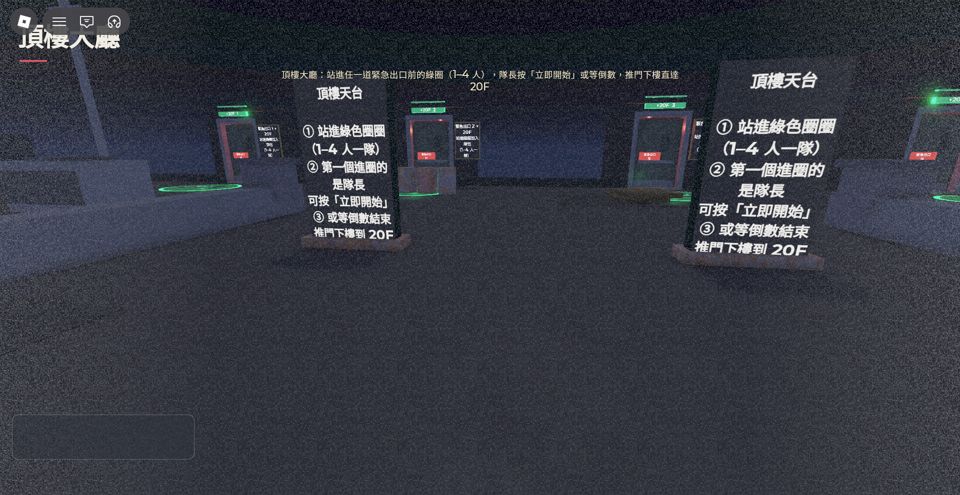 頂樓大廳
頂樓大廳：站進任一道緊急出口前的綠圈（1–4 人），隊長按「立即開始」或等倒數，推門下樓直達
20F
頂樓天台
① 站進綠色圈圈
（1–4 人一隊）
② 第一個進圈的
是隊長
可按「立即開始」
③ 或等倒數結束
推門下樓到 20F
頂樓天台
① 站進綠色圈圈
（1–4 人一隊）
② 第一個進圈的
是隊長
可按「立即開始」
③ 或等倒數結束
推門下樓到 20F